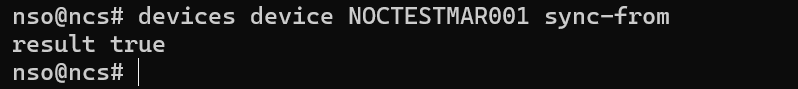 nso@ncs# devices device NOCTESTMAR001 sync-from
result true
nso@ncs#